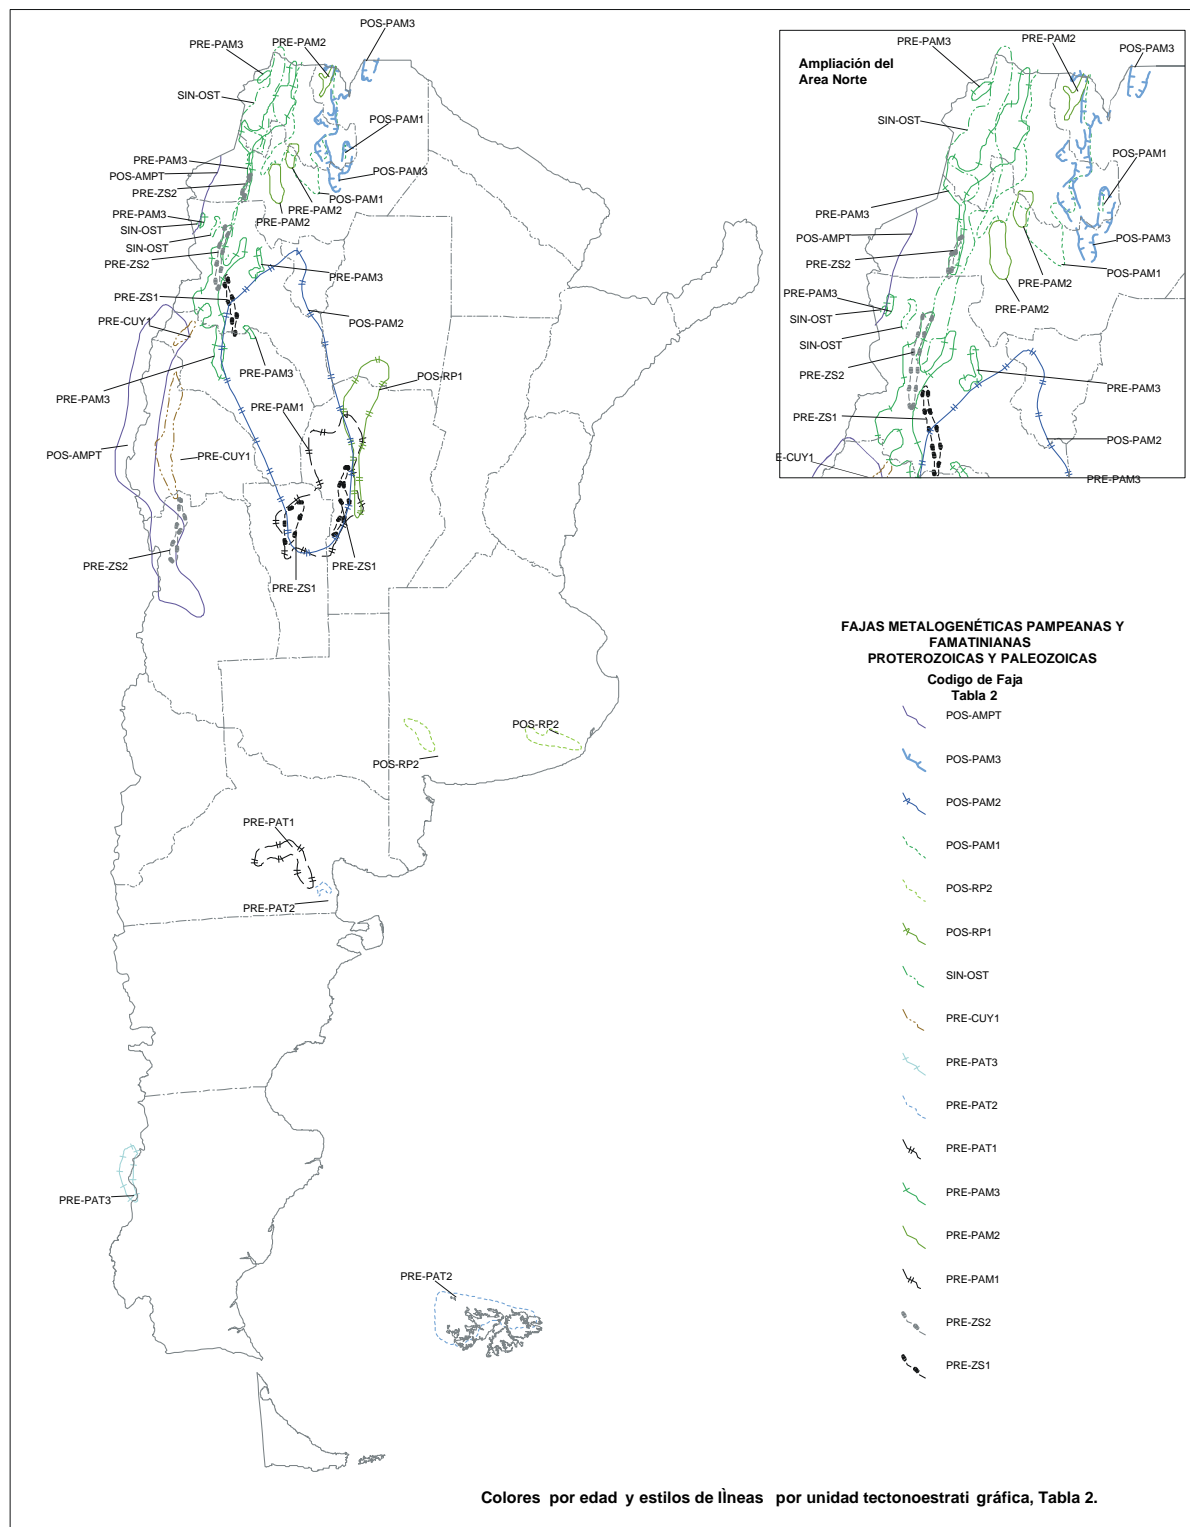 POS-PAM3
PRE-PAM2
PRE-PAM3
SIN-OST
POS-PAM1
PRE-PAM3
POS-AMPT
POS-PAM3
PRE-ZS2
POS-PAM1
PRE-PAM2
PRE-PAM3
PRE-PAM2
SIN-OST
SIN-OST
PRE-ZS2
PRE-PAM3
PRE-ZS1
PRE-CUY1
POS-PAM2
PRE-PAM3
POS-RP1
PRE-PAM3
PRE-PAM1
POS-AMPT
PRE-CUY1
PRE-ZS2
PRE-ZS1
PRE-ZS1
POS-RP2
POS-RP2
PRE-PAT1
PRE-PAT2
PRE-PAT3
PRE-PAT2
Ampliación del
Area Norte
PRE-PAM3
PRE-PAM2
POS-PAM3
SIN-OST
POS-PAM1
PRE-PAM3
POS-AMPT
POS-PAM3
PRE-ZS2
POS-PAM1
PRE-PAM2
PRE-PAM3
PRE-PAM2
SIN-OST
SIN-OST
PRE-ZS2
PRE-PAM3
PRE-ZS1
POS-PAM2
E-CUY1
PRE-PAM3
FAJAS METALOGENÉTICAS PAMPEANAS Y
FAMATINIANAS
PROTEROZOICAS Y PALEOZOICAS
Codigo de Faja
Tabla 2
POS-AMPT
POS-PAM3
POS-PAM2
POS-PAM1
POS-RP2
POS-RP1
SIN-OST
PRE-CUY1
PRE-PAT3
PRE-PAT2
PRE-PAT1
PRE-PAM3
PRE-PAM2
PRE-PAM1
PRE-ZS2
PRE-ZS1
Colores por edad y estilos de lÌneas por unidad tectonoestrati gráfica, Tabla 2.